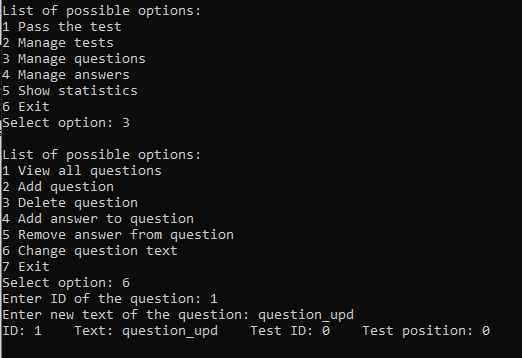 List of possible options:
1 Pass the test
2 Manage tests
3 Manage questions
4 Manage answers
5 Show statistics
6 Exit
Select option: 3
List of possible options:
1 View all questions
2 Add question
3 Delete question
4 Add answer to question
5 Remove answer from question
6 Change question text
7 Exit
Select option: 6
Enter ID of the question: 1
Enter new text of the question: question_upd
ID: 1    Text: question_upd    Test ID: 0    Test position: 0